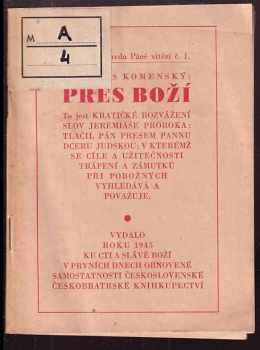 M A
4
Páně vítězí č. 1.
S KOMENSKÝ:
PRES BOŽÍ
To jest KRATIČKÉ ROZVÁŽENÍ
SLOV JEREMIÁŠE PROROKA:
TLAČIL PÁN PRESEM PANNU
DCERU JUDSKOU; V KTERÉMŽ
SE CÍLE A UŽITEČNOSTI
TRÁPENÍ A ZÁMUTKŮ
PŘI POBOŽNÝCH
VYHLEDÁVÁ A
POVAŽUJE.
VYDALO
ROKU 1945
KE CTI A SLÁVĚ BOŽÍ
V PRVNÍCH DNECH OBNOVENÉ
SAMOSTATNOSTI ČESKOSLOVENSKÉ
ČESKOBRATRSKÉ KNIHKUPECTVÍ